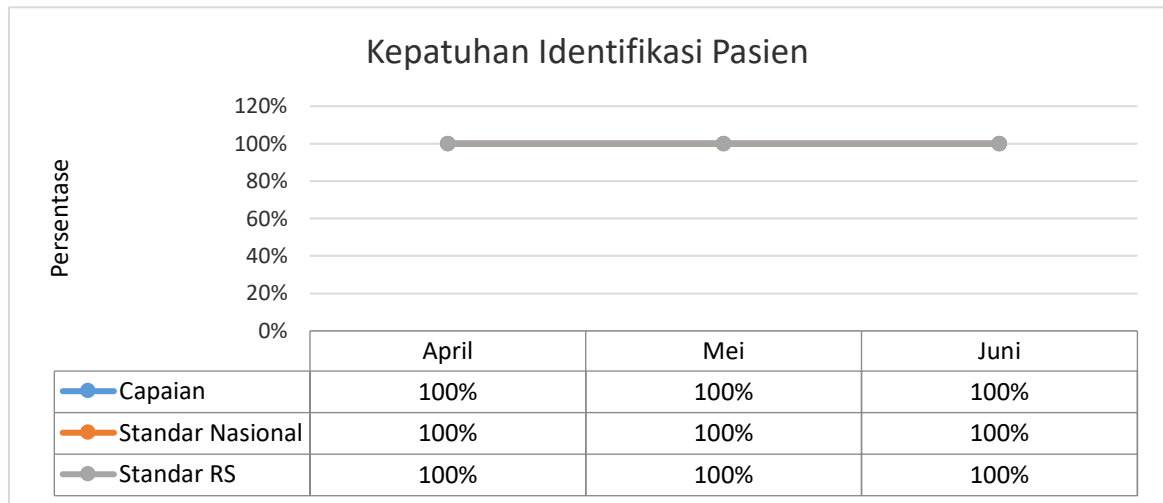 Kepatuhan Identifikasi Pasien
Persentase
120%
100%
80%
60%
40%
20%
0%
April Mei Juni
Capaian 100% 100% 100%
Standar Nasional 100% 100% 100%
Standar RS 100% 100% 100%